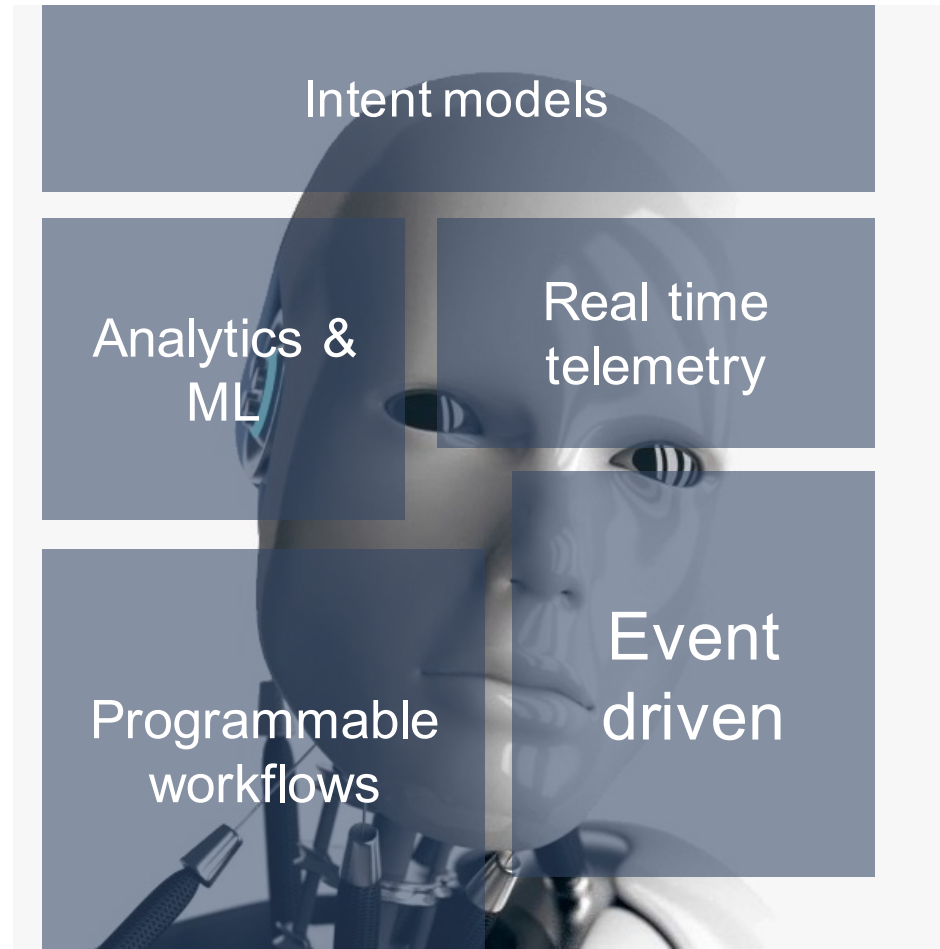 Intent models
Analytics &
ML
Real time
telemetry
Programmable
workflows
Event
driven